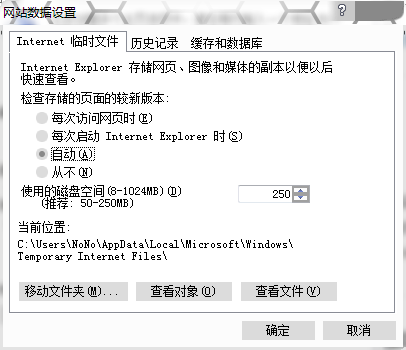 网站数据设置
Internet 临时文件 历史记录 缓存和数据库
Internet Explorer 存储网页、图像和媒体的副本以便以后
快速查看。
检查存储的页面的较新版本:
每次访问网页时(E)
每次启动 Internet Explorer 时(S)
自动(A)
从不(N)
使用的磁盘空间(8-1024MB)(D) 250
(推荐: 50-250MB)
当前位置:
C:\Users\NoNo\AppData\Local\Microsoft\Windows\
Temporary Internet Files\
移动文件夹(M)... 查看对象(O) 查看文件(V)
确定 取消